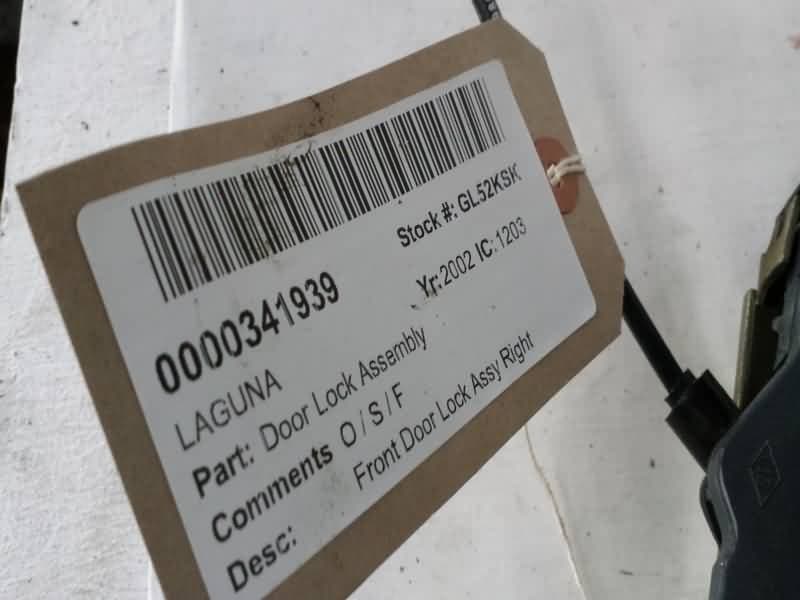 0000341939
Stock #: GL52KSK
LAGUNA
Yr: 2002 IC: 1203
Part: Door Lock Assembly
Comments O / S / F
Desc: Front Door Lock Assy Right